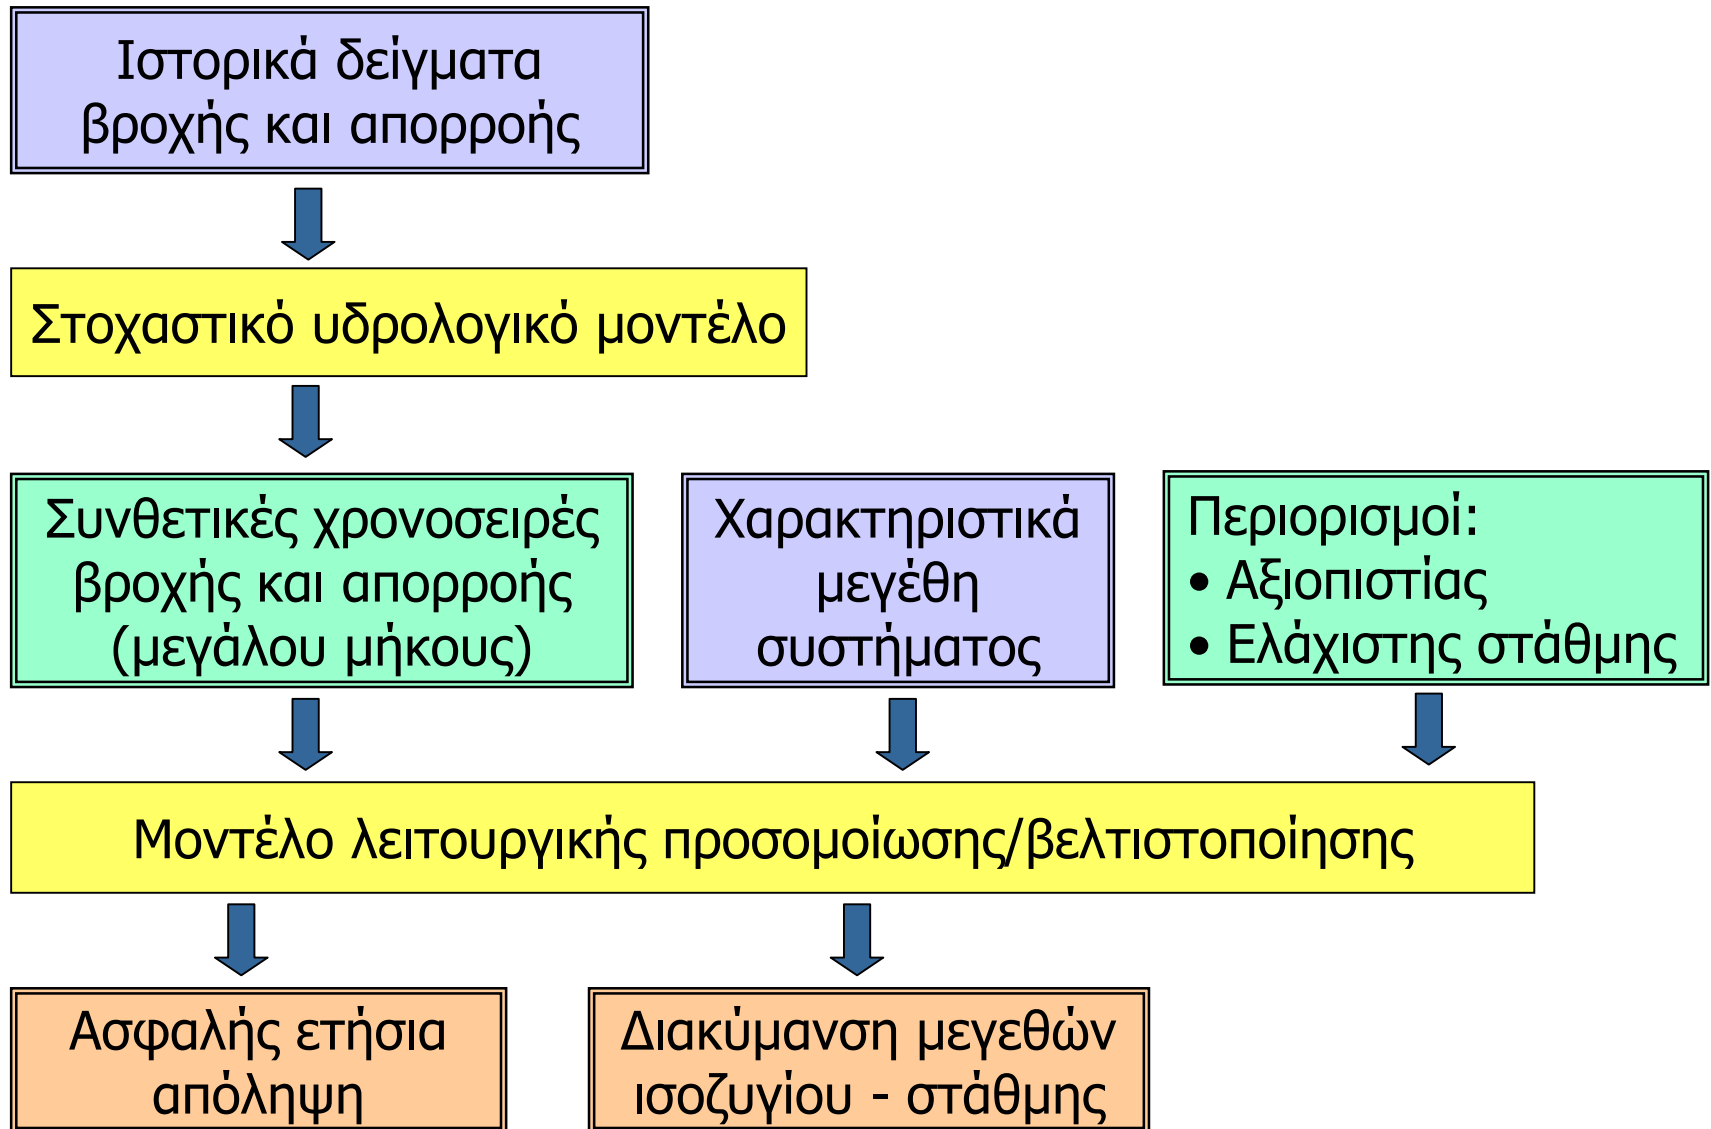 Ιστορικά δείγματα
βροχής και απορροής
Στοχαστικό υδρολογικό μοντέλο
Συνθετικές χρονοσειρές
βροχής και απορροής
(μεγάλου μήκους)
Χαρακτηριστικά
μεγέθη
συστήματος
Περιορισμοί:
• Αξιοπιστίας
• Ελάχιστης στάθμης
Μοντέλο λειτουργικής προσομοίωσης/βελτιστοποίησης
Ασφαλής ετήσια
απόληψη
Διακύμανση μεγεθών
ισοζυγίου - στάθμης